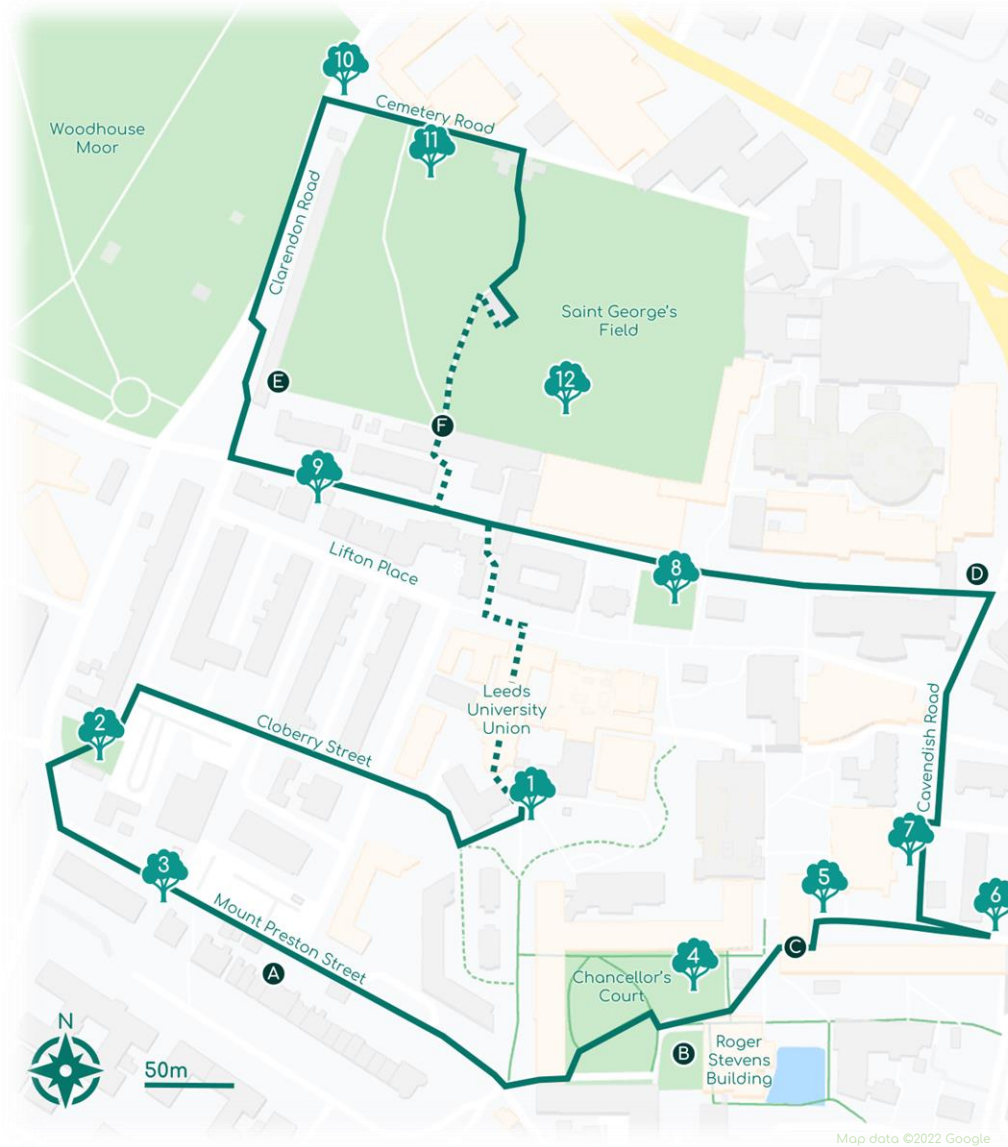 10
Cemetery Road
Woodhouse
Moor
11
Clarendon Road
Saint George's
Field
12
E
F
9
Lifton Place
8
D
Leeds
University
Union
2
Cloberry Street
Cavendish Road
1
7
3
5
6
Mount Preston Street
4
C
A
Chancellor's
Court
N
B
Roger
Stevens
Building
50m
Map data ©2022 Google